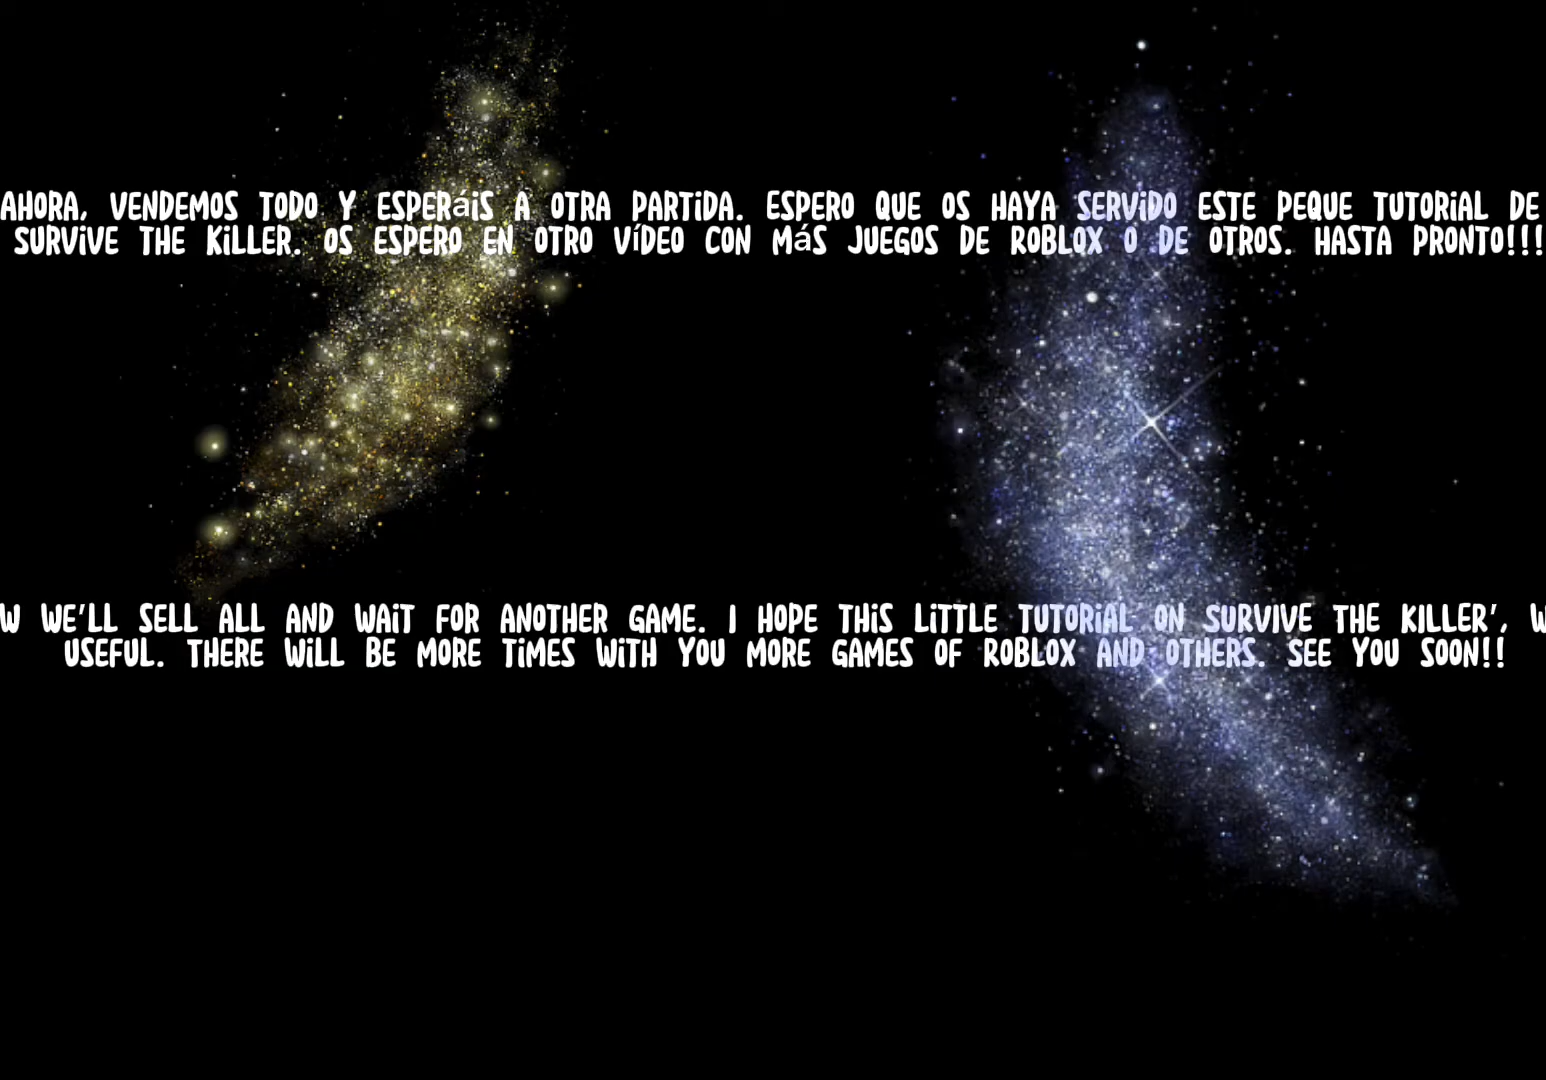 AHORA, VENDEMOS TODO Y ESPERáiS A OTRA PARTiDA. ESPERO QUE OS HAYA SERViDO ESTE PEQUE TUTORiAL DE
SURViVE THE KiLLER. OS ESPERO EN OTRO VíDEO CON MáS JUEGOS DE ROBLOX O DE OTROS. HASTA PRONTO!!!
WE'LL SELL ALL AND WAiT FOR ANOTHER GAME. I HOPE THiS LiTTLE TUTORiAL ON SURVIVE THE KILLER',
USEFUL. THERE WiLL BE MORE TiMES WiTH YOU MORE GAMES OF ROBLOX AND OTHERS. SEE YOU SOON!!